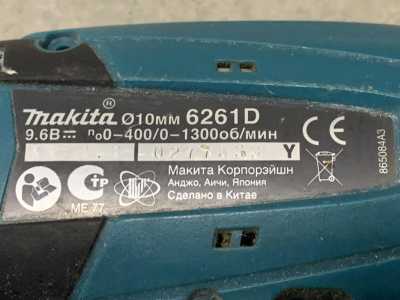 makita® Ø10мм 6261D
9.6В⎓ n₀0-400/0-1300об/мин
Y
Макита Корпорэйшн
Анджо, Аичи, Япония
Сделано в Китае
ME 77
CE
865084A3